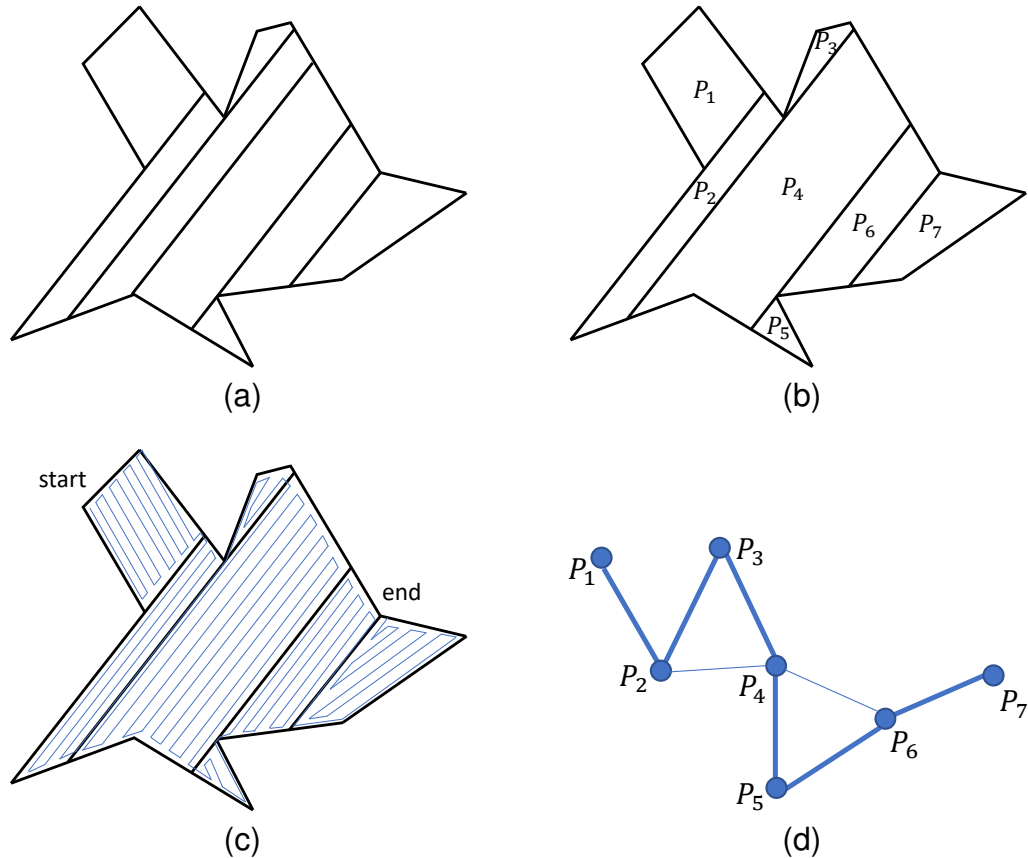 P₁
P₂
P₃
P₄
P₅
P₆
P₇
(a)
(b)
start
end
P₁
P₂
P₃
P₄
P₅
P₆
P₇
(c)
(d)